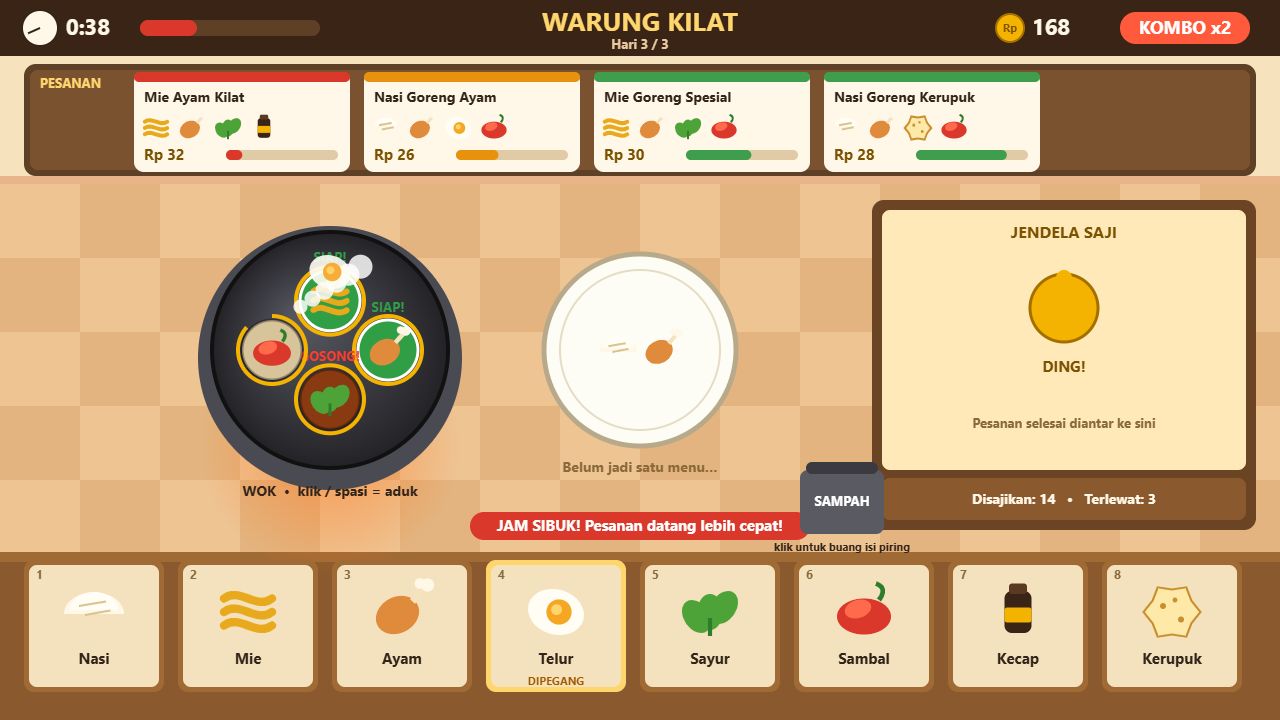 0:38
WARUNG KILAT
Hari 3 / 3
Rp
168
KOMBO x2
PESANAN
Mie Ayam Kilat
Rp 32
Nasi Goreng Ayam
Rp 26
Mie Goreng Spesial
Rp 30
Nasi Goreng Kerupuk
Rp 28
SIAP!
SIAP!
GOSONG!
WOK • klik / spasi = aduk
Belum jadi satu menu...
JENDELA SAJI
DING!
Pesanan selesai diantar ke sini
Disajikan: 14 • Terlewat: 3
SAMPAH
klik untuk buang isi piring
JAM SIBUK! Pesanan datang lebih cepat!
1
Nasi
2
Mie
3
Ayam
4
Telur
DIPEGANG
5
Sayur
6
Sambal
7
Kecap
8
Kerupuk